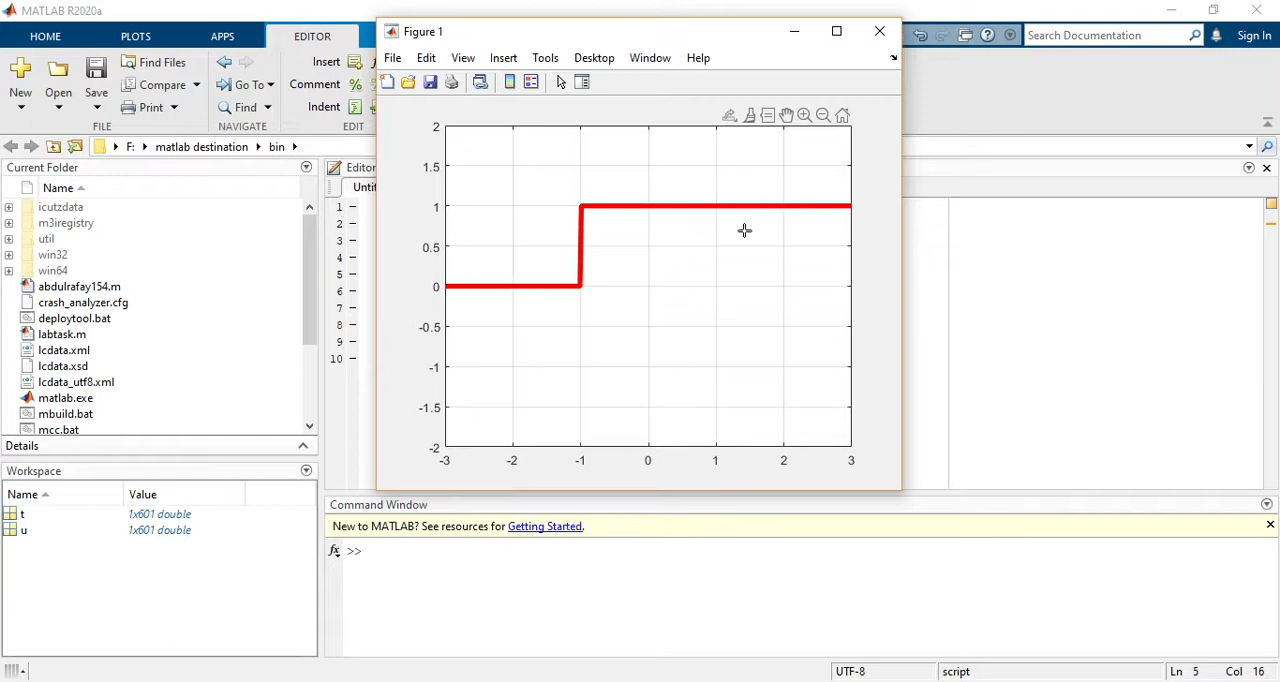 MATLAB R2020a
HOME PLOTS APPS EDITOR
Search Documentation Sign In
New Open Save
Find Files
Compare
Print
FILE
Go To
Find
NAVIGATE
Insert
Comment
Indent
EDIT
F: matlab destination bin
Current Folder
Name
icutzdata
m3iregistry
util
win32
win64
abdulrafay154.m
crash_analyzer.cfg
deploytool.bat
labtask.m
lcdata.xml
lcdata.xsd
lcdata_utf8.xml
matlab.exe
mbuild.bat
mcc.bat
Details
Workspace
Name Value
t 1x601 double
u 1x601 double
Editor
Untit
1
2
3
4
5
6
7
8
9
10
Figure 1
File Edit View Insert Tools Desktop Window Help
2
1.5
1
0.5
0
-0.5
-1
-1.5
-2
-3 -2 -1 0 1 2 3
Command Window
New to MATLAB? See resources for Getting Started.
fx >>
UTF-8 script Ln 5 Col 16